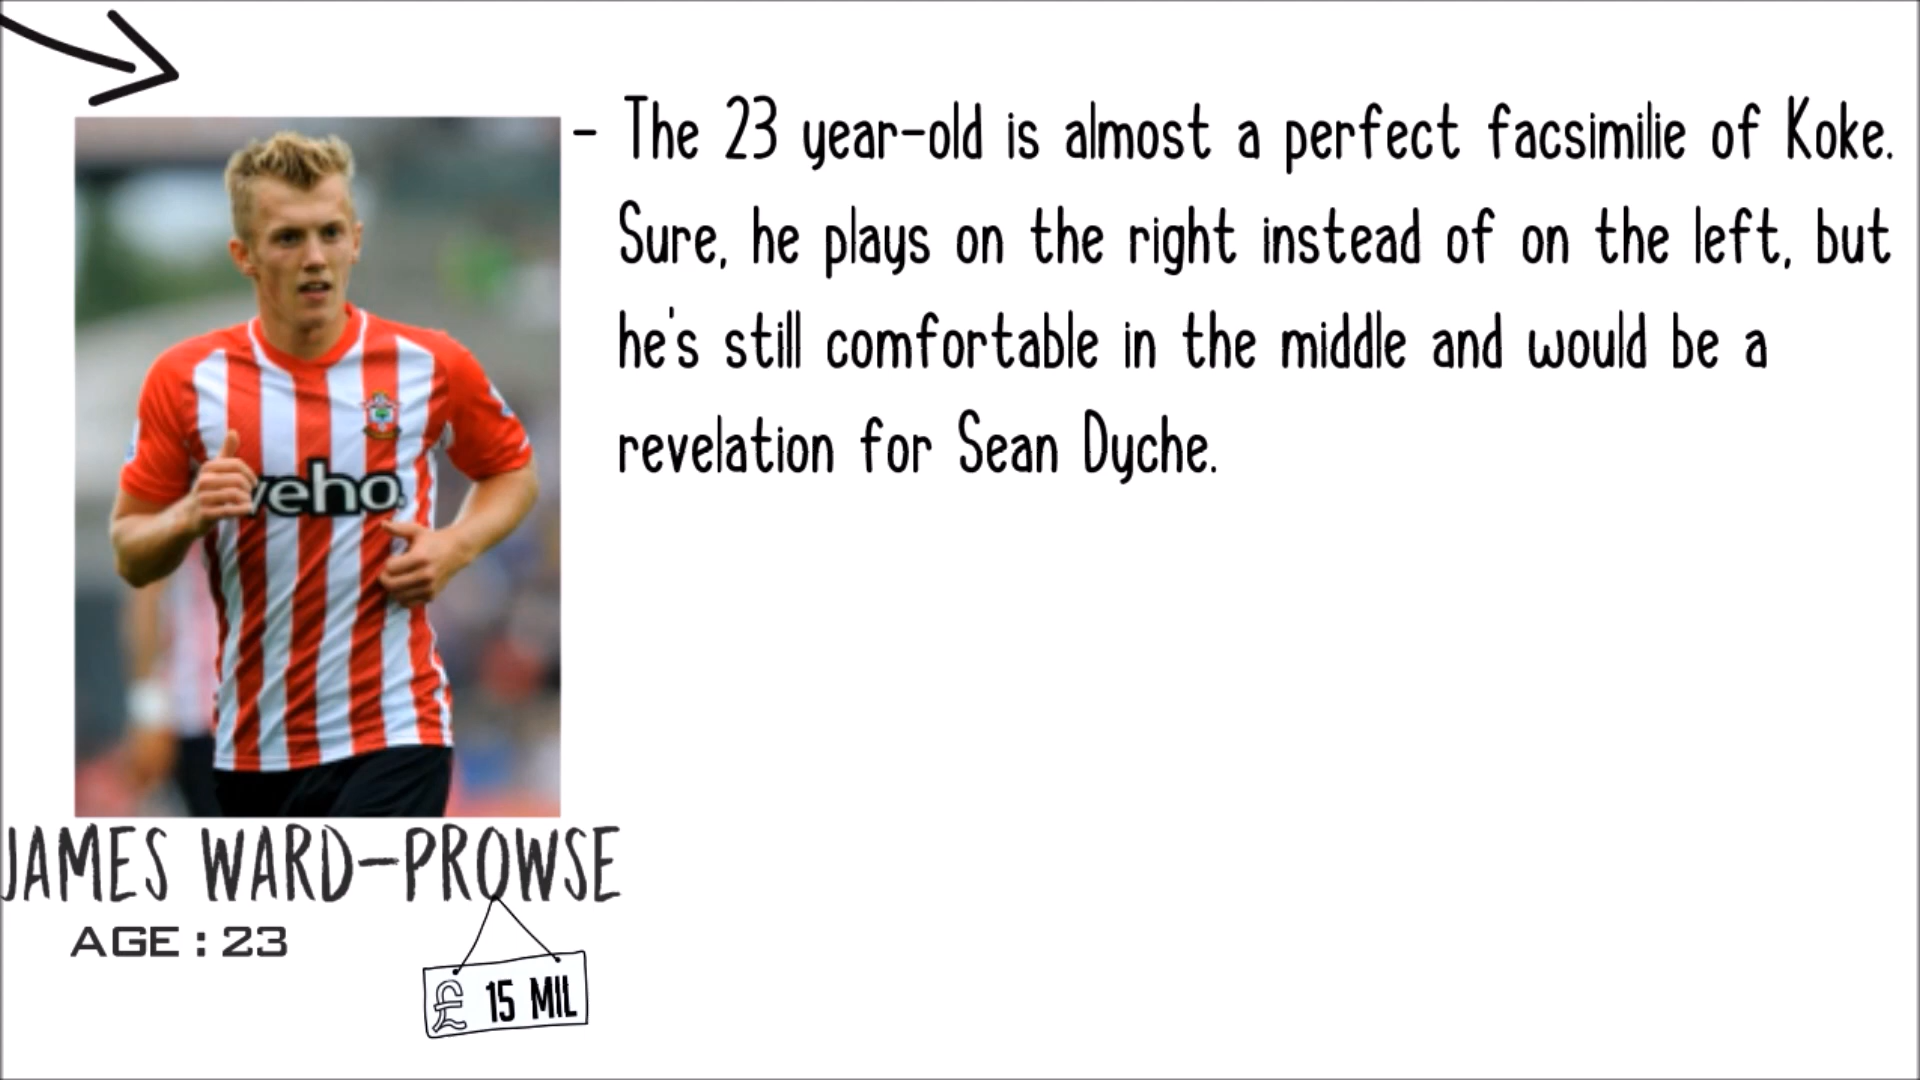 - The 23 year-old is almost a perfect facsimilie of Koke.
Sure, he plays on the right instead of on the left, but
he's still comfortable in the middle and would be a
revelation for Sean Dyche.
veho
JAMES WARD-PROWSE
AGE : 23
£ 15 MIL